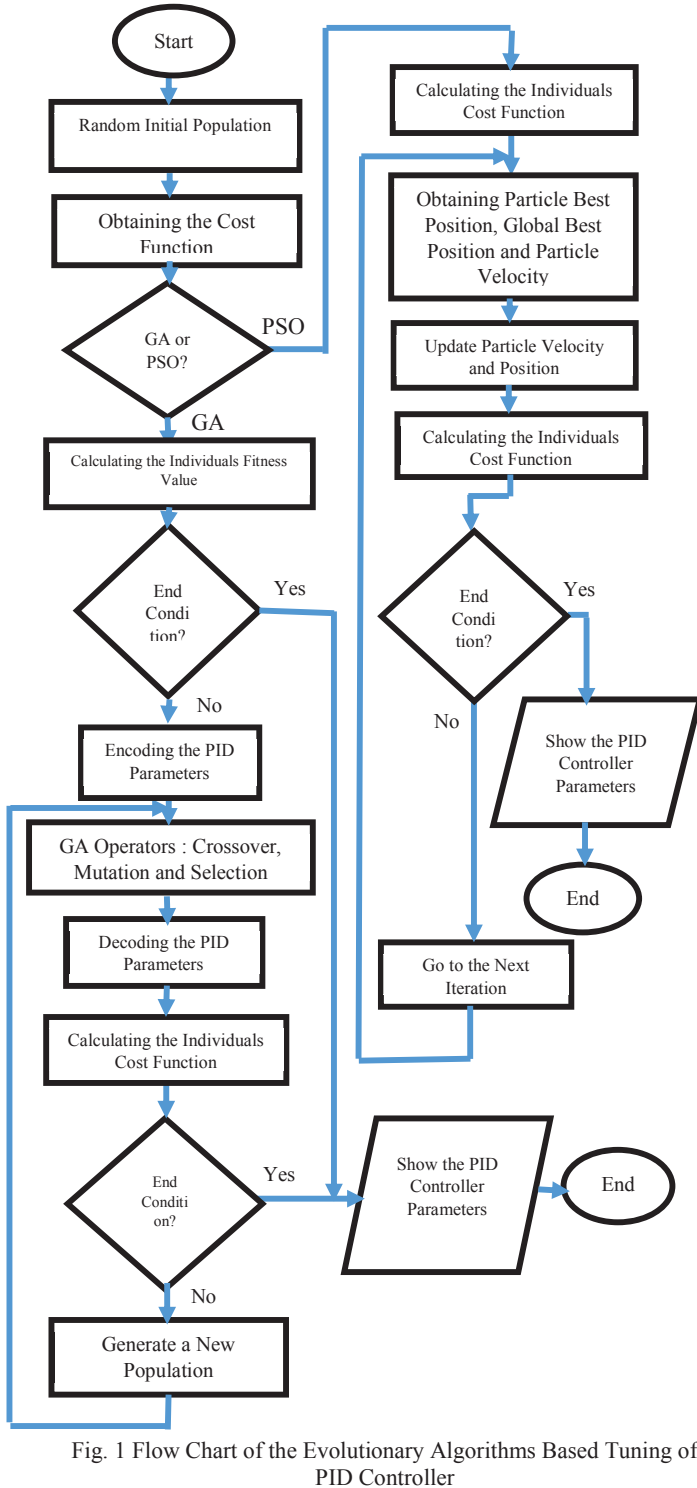 Start
Random Initial Population
Obtaining the Cost
Function
GA or
PSO?
PSO
GA
Calculating the Individuals Fitness
Value
End
Condi
tion?
Yes
No
Encoding the PID
Parameters
GA Operators : Crossover,
Mutation and Selection
Decoding the PID
Parameters
Calculating the Individuals
Cost Function
End
Conditi
on?
Yes
No
Generate a New
Population
Show the PID
Controller
Parameters
End
Calculating the Individuals
Cost Function
Obtaining Particle Best
Position, Global Best
Position and Particle
Velocity
Update Particle Velocity
and Position
Calculating the Individuals
Cost Function
End
Condi
tion?
Yes
No
Show the PID
Controller
Parameters
End
Go to the Next
Iteration
Fig. 1 Flow Chart of the Evolutionary Algorithms Based Tuning of
PID Controller